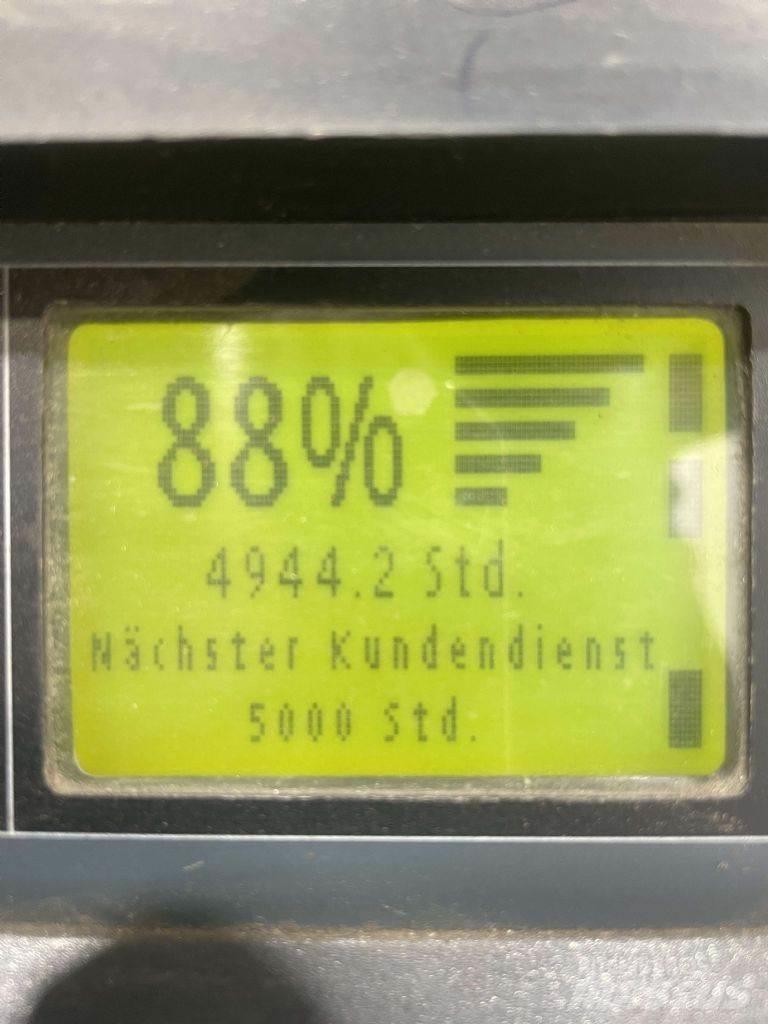 88%
4944.2 Std.
Nächster Kundendienst
5000 Std.